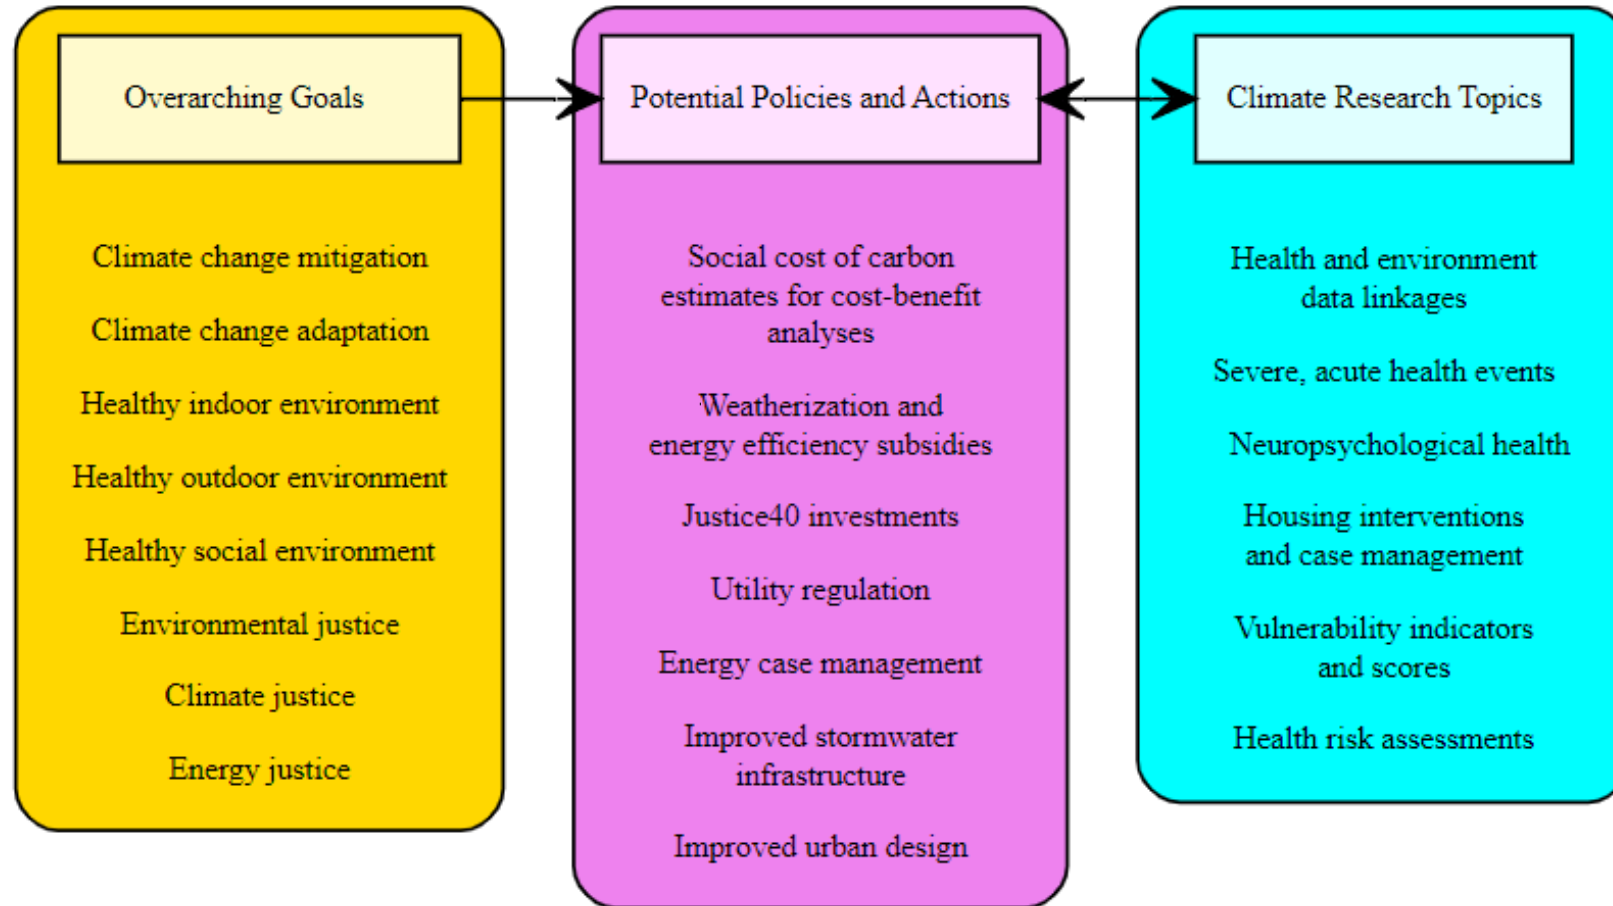 Overarching Goals
Climate change mitigation
Climate change adaptation
Healthy indoor environment
Healthy outdoor environment
Healthy social environment
Environmental justice
Climate justice
Energy justice
Potential Policies and Actions
Social cost of carbon
estimates for cost-benefit
analyses
Weatherization and
energy efficiency subsidies
Justice40 investments
Utility regulation
Energy case management
Improved stormwater
infrastructure
Improved urban design
Climate Research Topics
Health and environment
data linkages
Severe, acute health events
Neuropsychological health
Housing interventions
and case management
Vulnerability indicators
and scores
Health risk assessments